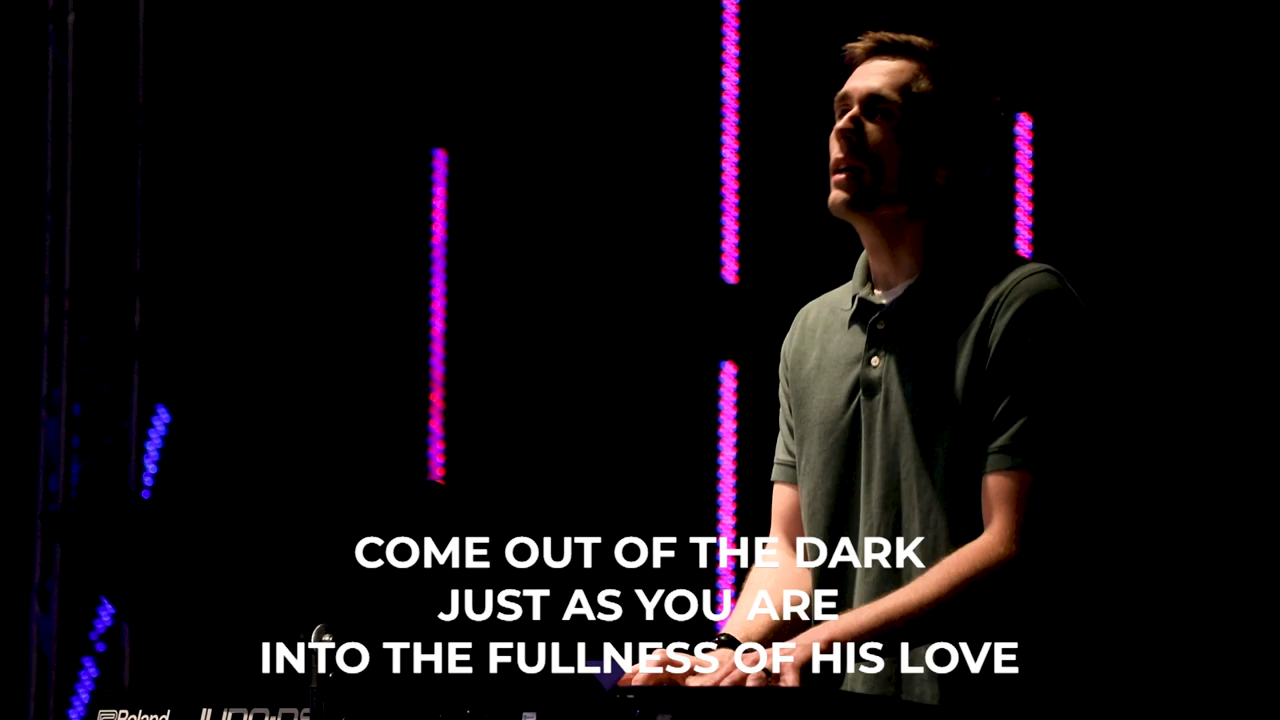 COME OUT OF THE DARK
JUST AS YOU ARE
INTO THE FULLNESS OF HIS LOVE
Roland